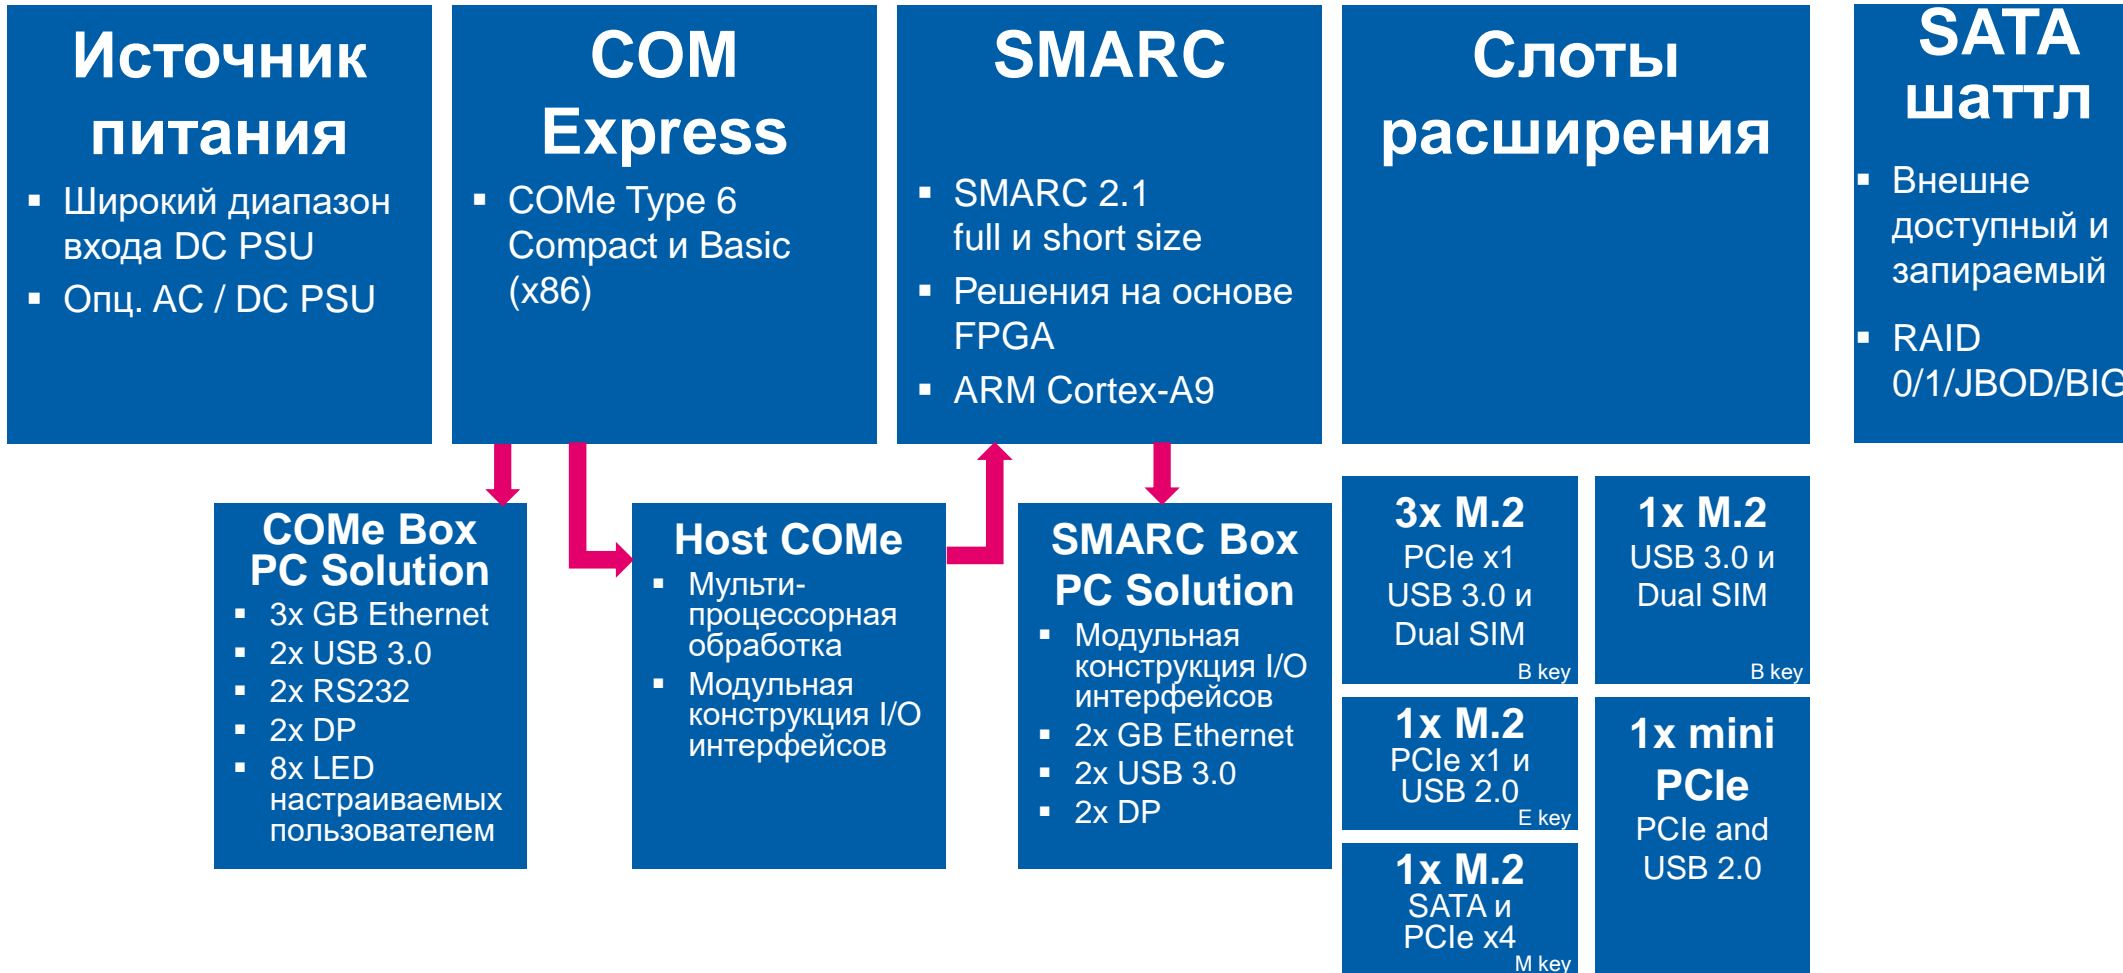 Источник
питания
▪ Широкий диапазон
входа DC PSU
▪ Опц. AC / DC PSU
COM
Express
▪ COMe Type 6
Compact и Basic
(x86)
SMARC
▪ SMARC 2.1
full и short size
▪ Решения на основе
FPGA
▪ ARM Cortex-A9
Слоты
расширения
SATA
шаттл
▪ Внешне
доступный и
запираемый
▪ RAID
0/1/JBOD/BIG
COMe Box
PC Solution
▪ 3x GB Ethernet
▪ 2x USB 3.0
▪ 2x RS232
▪ 2x DP
▪ 8x LED
настраиваемых
пользователем
Host COMe
▪ Мульти-
процессорная
обработка
▪ Модульная
конструкция I/O
интерфейсов
SMARC Box
PC Solution
▪ Модульная
конструкция I/O
интерфейсов
▪ 2x GB Ethernet
▪ 2x USB 3.0
▪ 2x DP
3x M.2
PCIe x1
USB 3.0 и
Dual SIM
B key
1x M.2
USB 3.0 и
Dual SIM
B key
1x M.2
PCIe x1 и
USB 2.0
E key
1x mini
PCIe
PCIe and
USB 2.0
1x M.2
SATA и
PCIe x4
M key